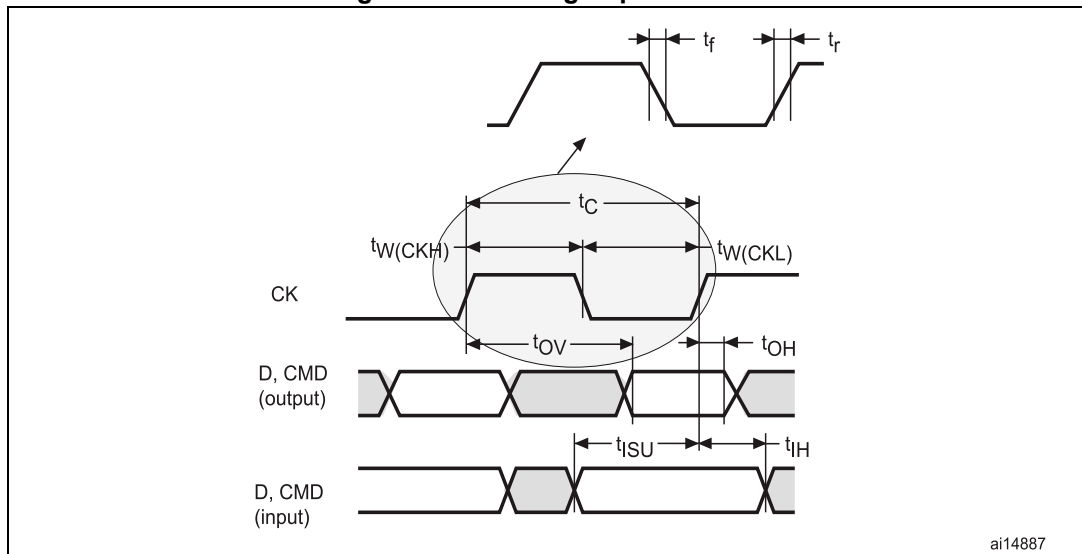 tf
tr
tC
tW(CKH)
tW(CKL)
CK
tOV
tOH
D, CMD
(output)
tISU
tIH
D, CMD
(input)
ai14887